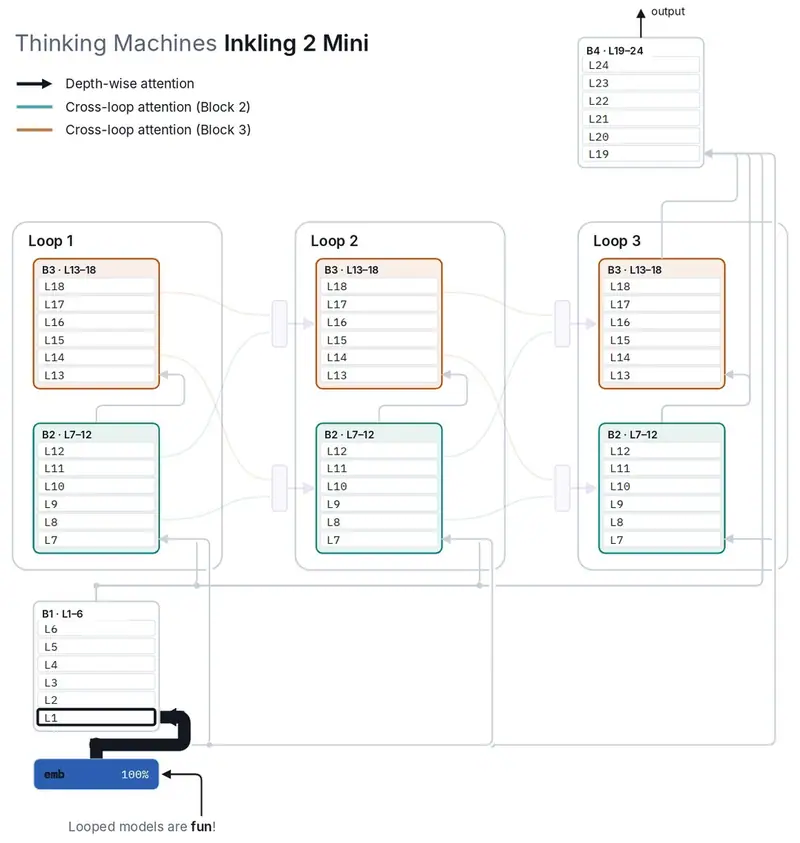 output
Thinking Machines Inkling 2 Mini
Depth-wise attention
Cross-loop attention (Block 2)
Cross-loop attention (Block 3)
B4 · L19–24
L24
L23
L22
L21
L20
L19
Loop 1
B3 · L13–18
L18
L17
L16
L15
L14
L13
B2 · L7–12
L12
L11
L10
L9
L8
L7
Loop 2
B3 · L13–18
L18
L17
L16
L15
L14
L13
B2 · L7–12
L12
L11
L10
L9
L8
L7
Loop 3
B3 · L13–18
L18
L17
L16
L15
L14
L13
B2 · L7–12
L12
L11
L10
L9
L8
L7
B1 · L1–6
L6
L5
L4
L3
L2
L1
emb 100%
Looped models are fun!